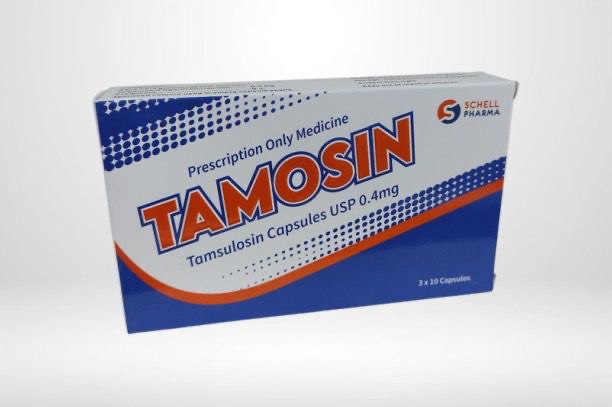 SCHELL
PHARMA
Prescription Only Medicine
TAMOSIN
Tamsulosin Capsules USP 0.4mg
3 x 10 Capsules